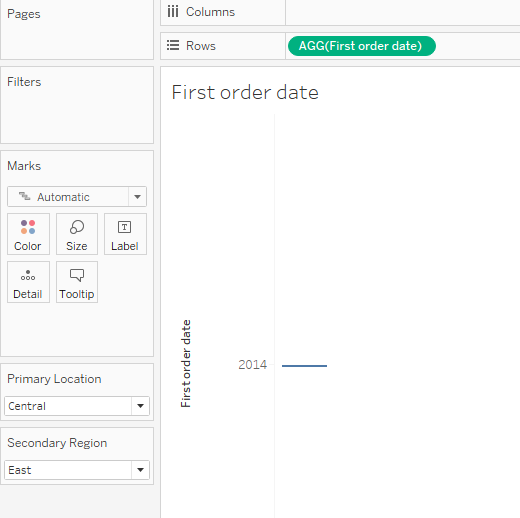 Pages
Columns
Rows
AGG(First order date)
Filters
First order date
Marks
Automatic
Color
Size
Label
Detail
Tooltip
First order date
2014
Primary Location
Central
Secondary Region
East